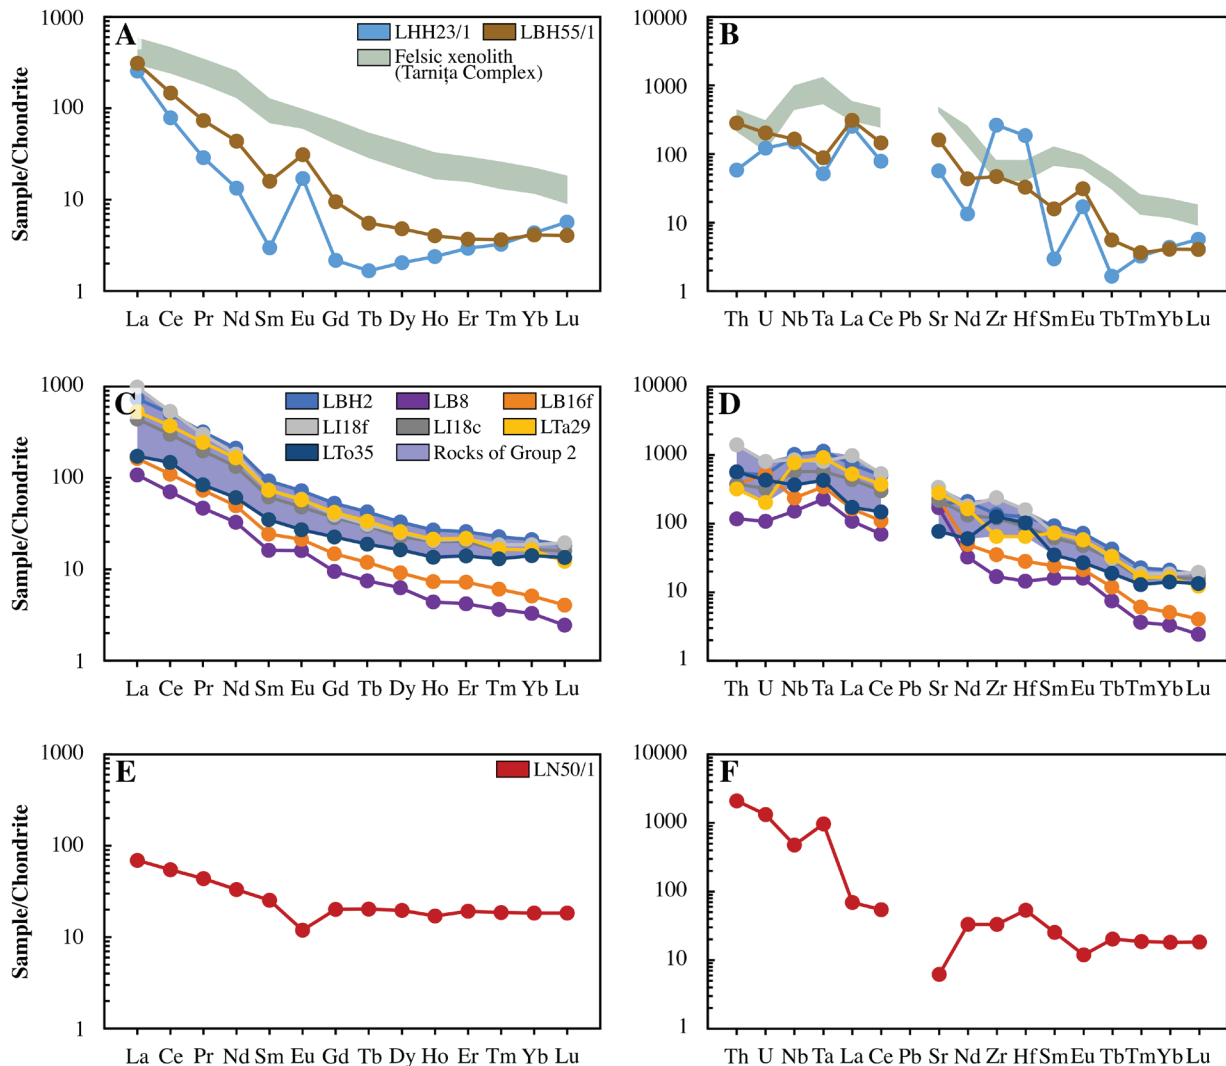 A
1000
100
10
1
Sample/Chondrite
LHH23/1 LBH55/1
Felsic xenolith
(Tarnița Complex)
La Ce Pr Nd Sm Eu Gd Tb Dy Ho Er Tm Yb Lu
B
10000
1000
100
10
1
Th U Nb Ta La Ce Pb Sr Nd Zr Hf Sm Eu Tb Tm Yb Lu
C
1000
100
10
1
Sample/Chondrite
LBH2 LB8 LB16f
LI18f LI18c LTa29
LTo35 Rocks of Group 2
La Ce Pr Nd Sm Eu Gd Tb Dy Ho Er Tm Yb Lu
D
10000
1000
100
10
1
Th U Nb Ta La Ce Pb Sr Nd Zr Hf Sm Eu Tb Tm Yb Lu
E
1000
100
10
1
Sample/Chondrite
LN50/1
La Ce Pr Nd Sm Eu Gd Tb Dy Ho Er Tm Yb Lu
F
10000
1000
100
10
1
Th U Nb Ta La Ce Pb Sr Nd Zr Hf Sm Eu Tb Tm Yb Lu